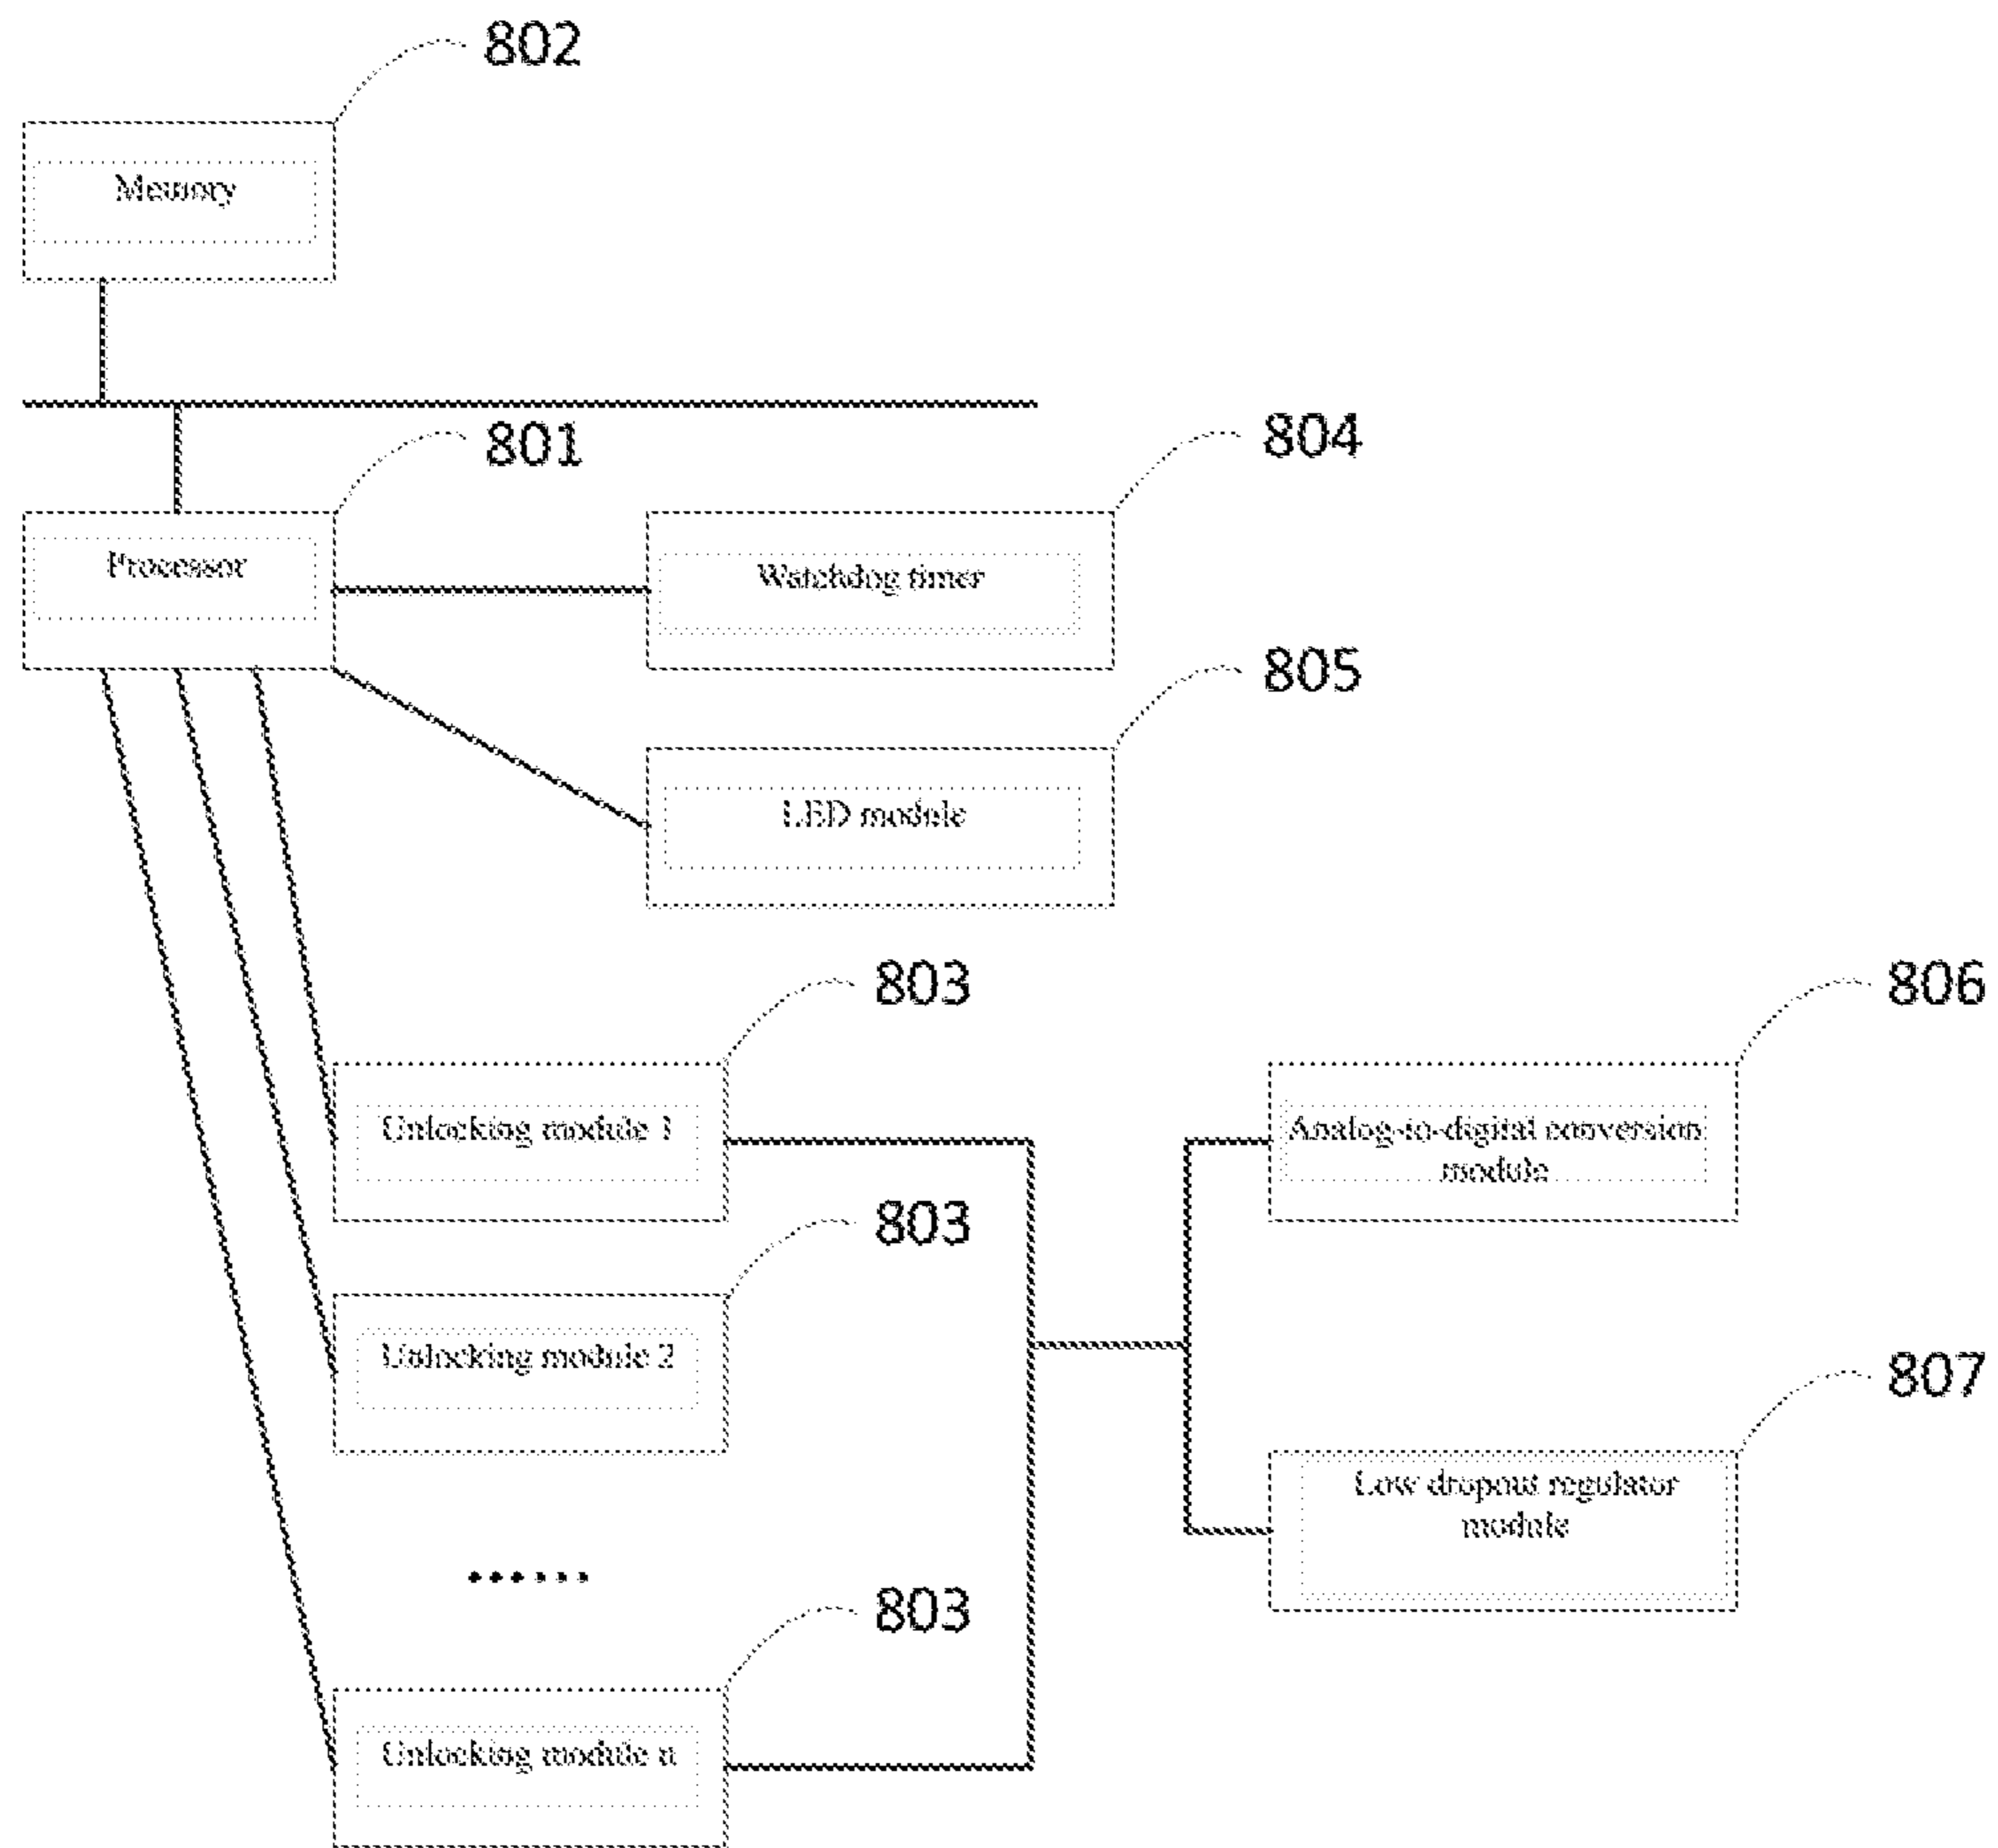 802
Memory
801
Processor
804
Watchdog timer
805
LED module
803
Unlocking module 1
806
Analog-to-digital conversion
module
803
Unlocking module 2
807
Low dropout regulator
module
......
803
Unlocking module n